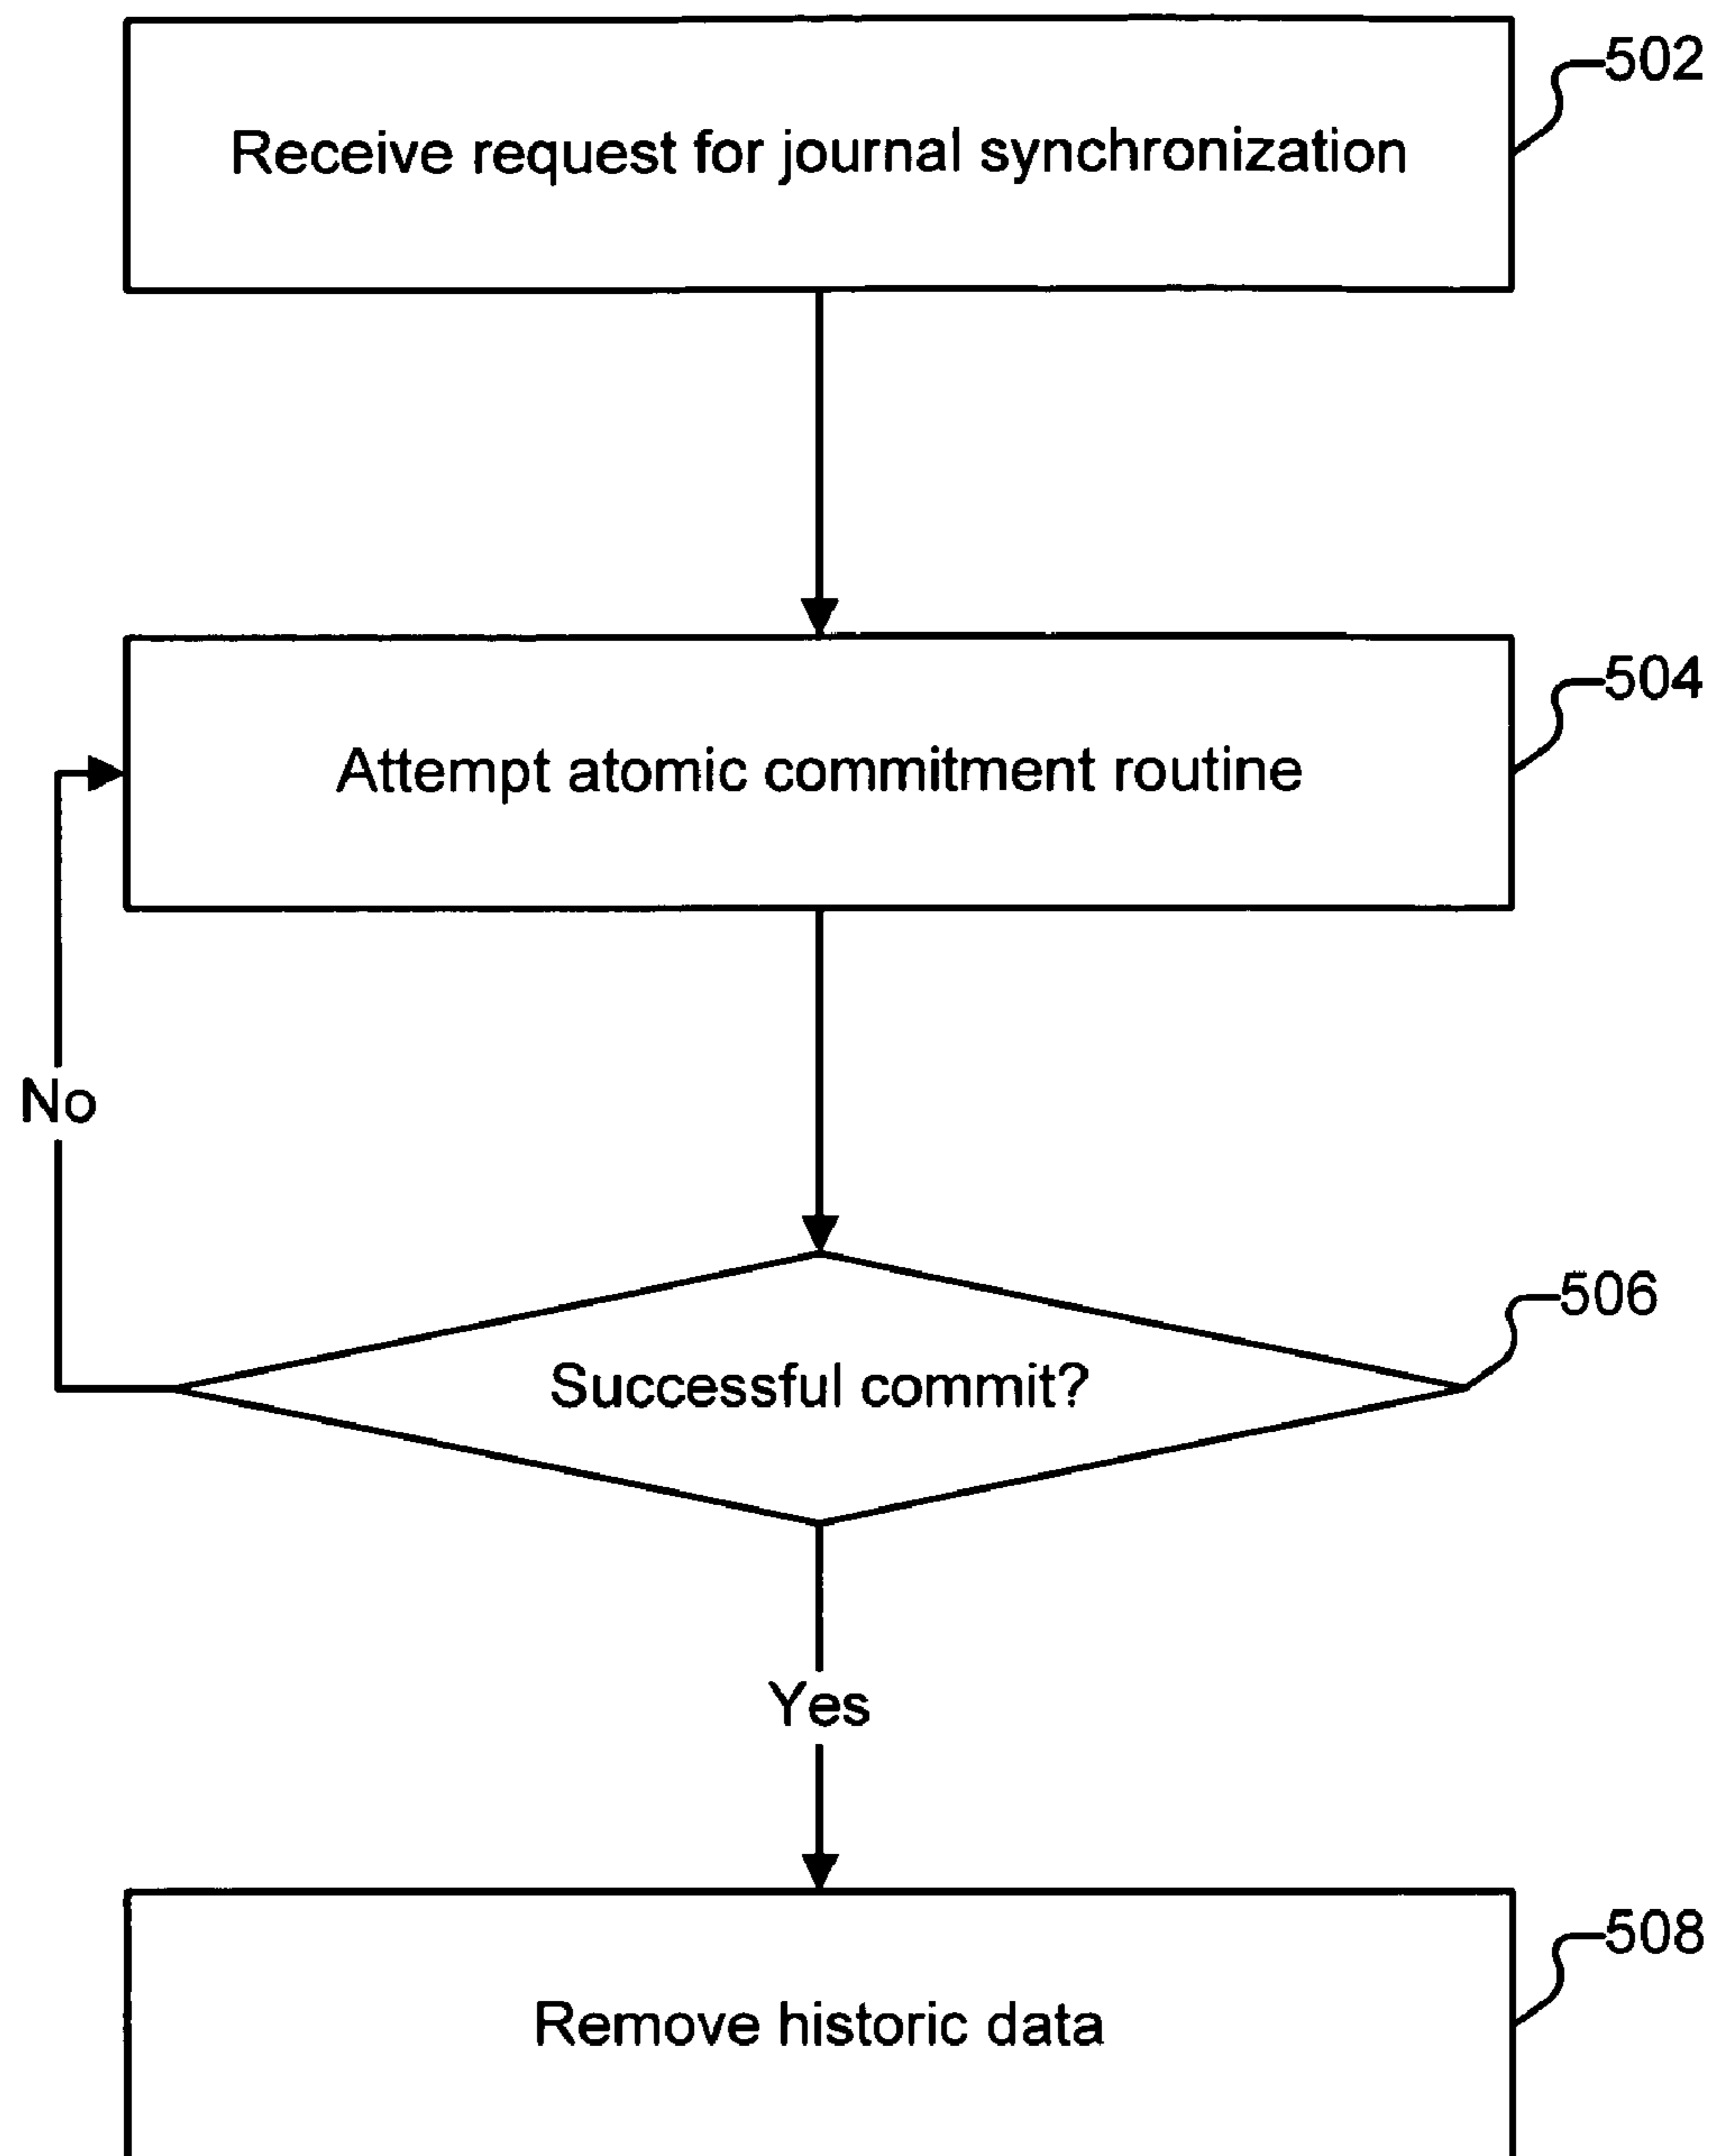 502
Receive request for journal synchronization
504
Attempt atomic commitment routine
No
506
Successful commit?
Yes
508
Remove historic data